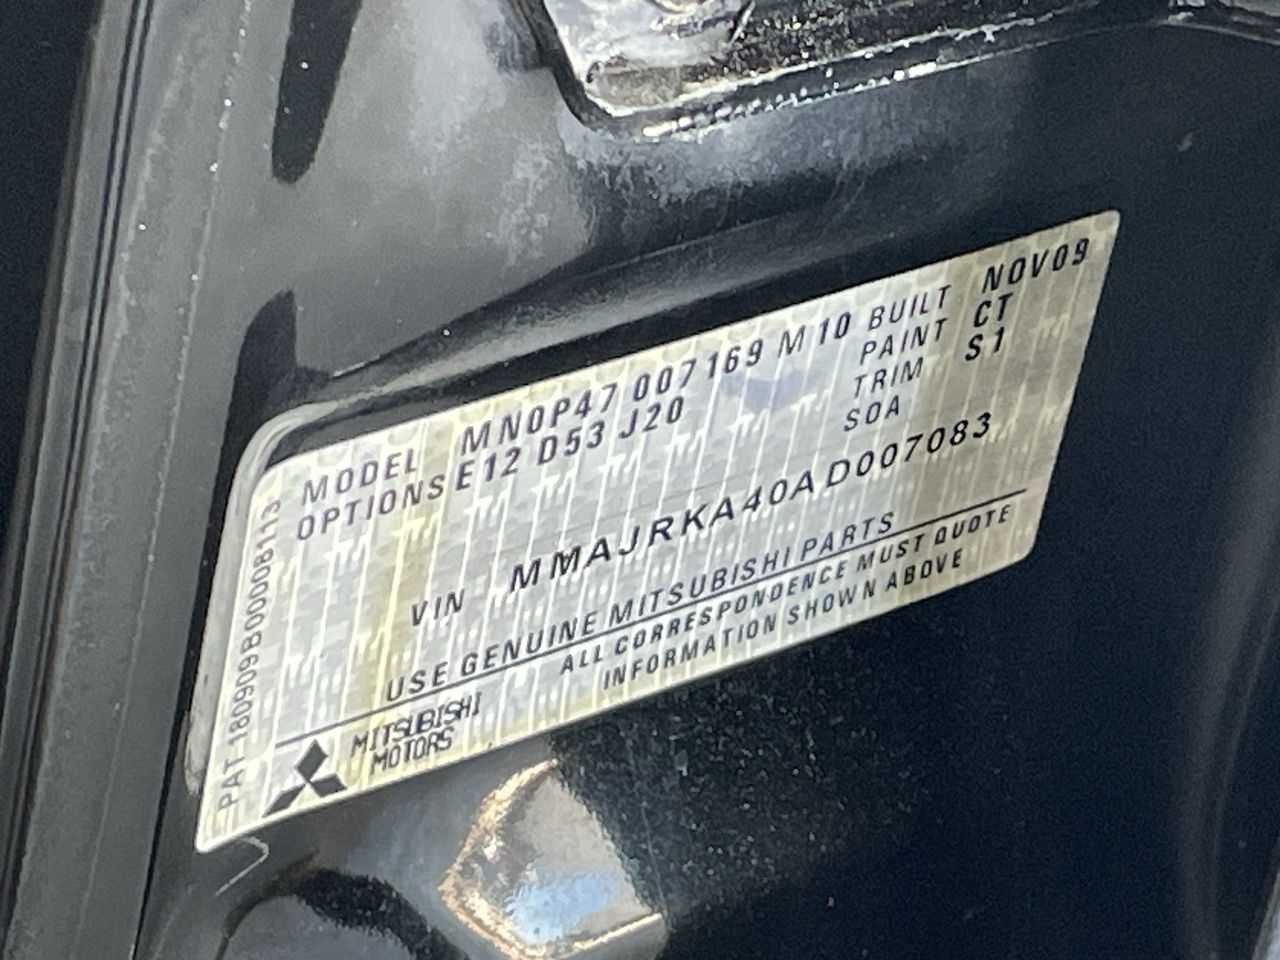 MODEL MN0P47 007169 M10 BUILT NOV09
OPTIONS E12 D53 J20 PAINT CT
TRIM S1
SOA
VIN MMAJRKA40AD007083
USE GENUINE MITSUBISHI PARTS
MITSUBISHI MOTORS
ALL CORRESPONDENCE MUST QUOTE
INFORMATION SHOWN ABOVE
PAT-180909B00008113